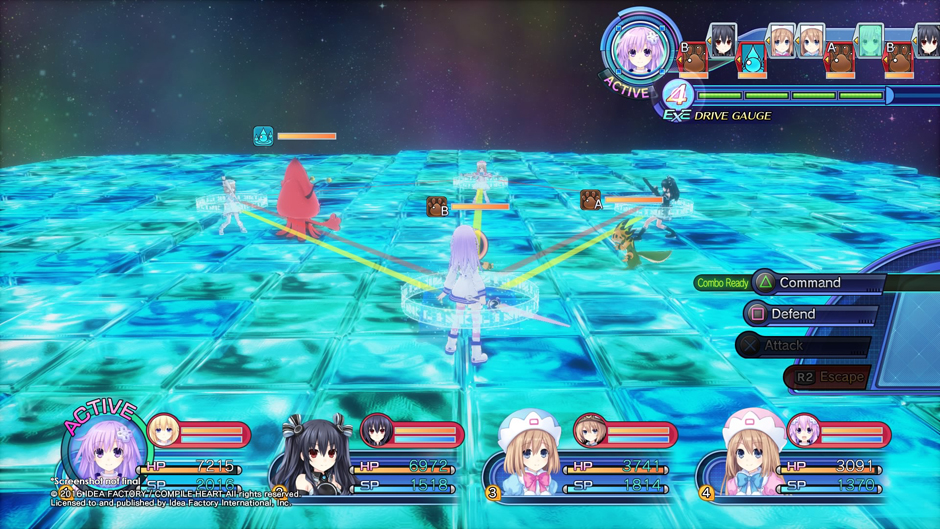 B
A
B
ACTIVE
4
EXE DRIVE GAUGE
B
A
Combo Ready
Command
Defend
Attack
R2 Escape
ACTIVE
HP 7215
SP 2016
HP 6972
SP 1518
3
HP 3741
SP 1814
4
HP 3091
SP 1370
*Screenshot not final
© 2016 IDEA FACTORY / COMPILE HEART All rights reserved.
Licensed to and published by Idea Factory International, Inc.